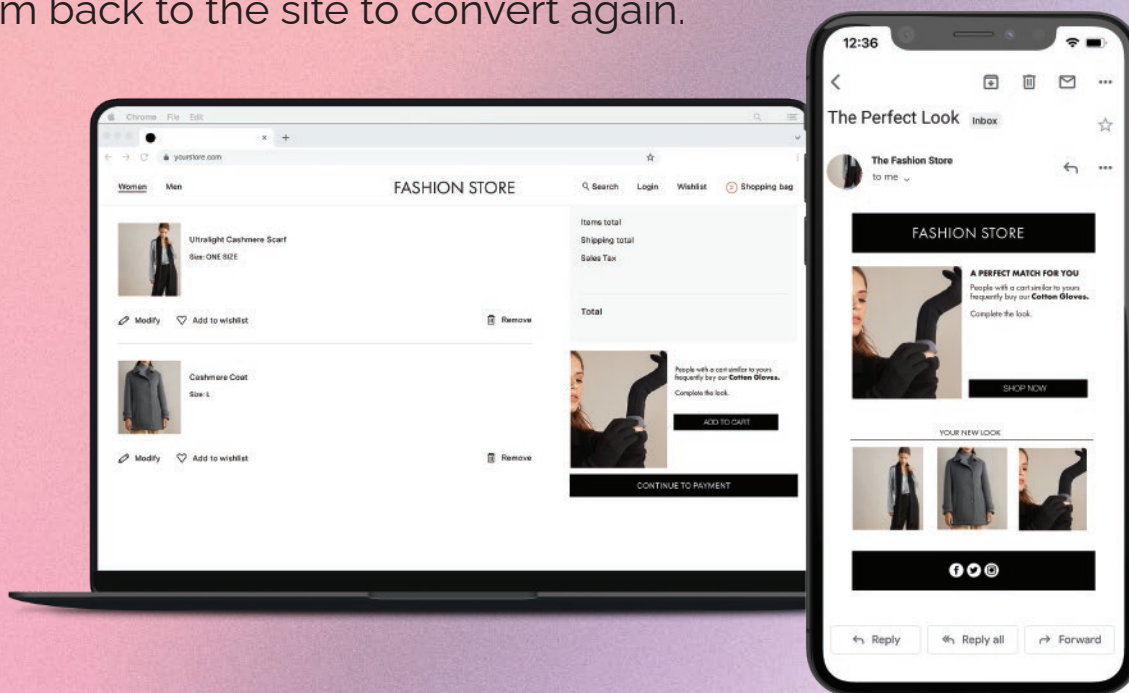 m back to the site to convert again.
Chrome File Edit
yourstore.com
Women Men FASHION STORE Search Login Wishlist 2 Shopping bag
Ultralight Cashmere Scarf
Size: ONE SIZE
Modify Add to wishlist Remove
Cashmere Coat
Size: L
Modify Add to wishlist Remove
Items total
Shipping total
Sales Tax
Total
People with a cart similar to yours
frequently buy our Cotton Gloves.
Complete the look.
ADD TO CART
CONTINUE TO PAYMENT
12:36
The Perfect Look Inbox
The Fashion Store
to me
FASHION STORE
A PERFECT MATCH FOR YOU
People with a cart similar to yours
frequently buy our Cotton Gloves.
Complete the look.
SHOP NOW
YOUR NEW LOOK
Reply Reply all Forward